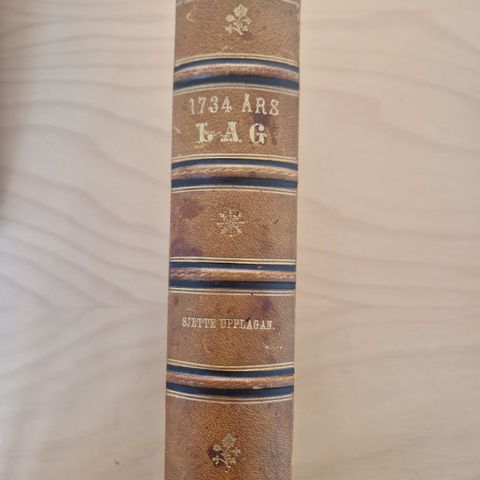 1734 ÅRS
LAG
SJETTE UPPLAGAN.